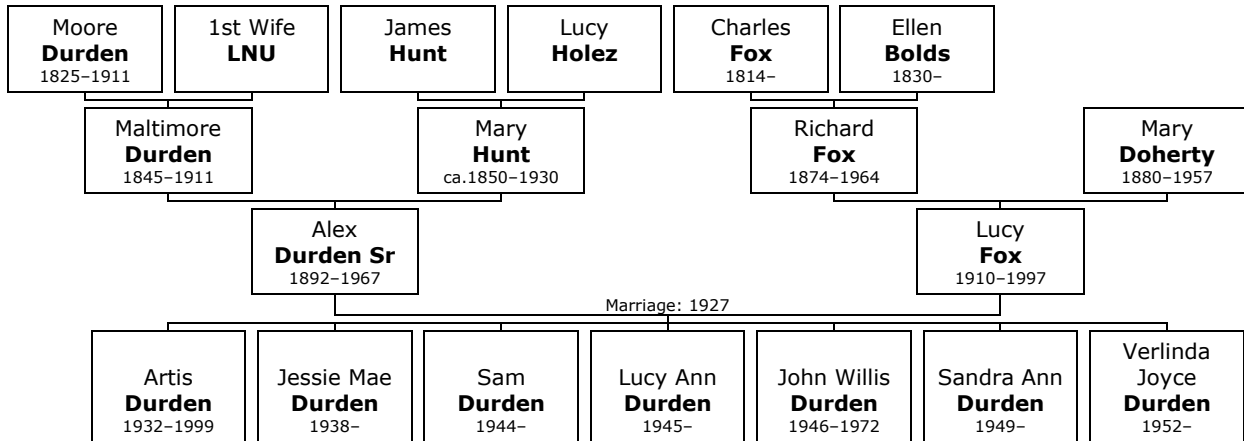 Moore
Durden
1825–1911
1st Wife
LNU
James
Hunt
Lucy
Holez
Charles
Fox
1814–
Ellen
Bolds
1830–
Maltimore
Durden
1845–1911
Mary
Hunt
ca.1850–1930
Richard
Fox
1874–1964
Mary
Doherty
1880–1957
Alex
Durden Sr
1892–1967
Lucy
Fox
1910–1997
Marriage: 1927
Artis
Durden
1932–1999
Jessie Mae
Durden
1938–
Sam
Durden
1944–
Lucy Ann
Durden
1945–
John Willis
Durden
1946–1972
Sandra Ann
Durden
1949–
Verlinda
Joyce
Durden
1952–